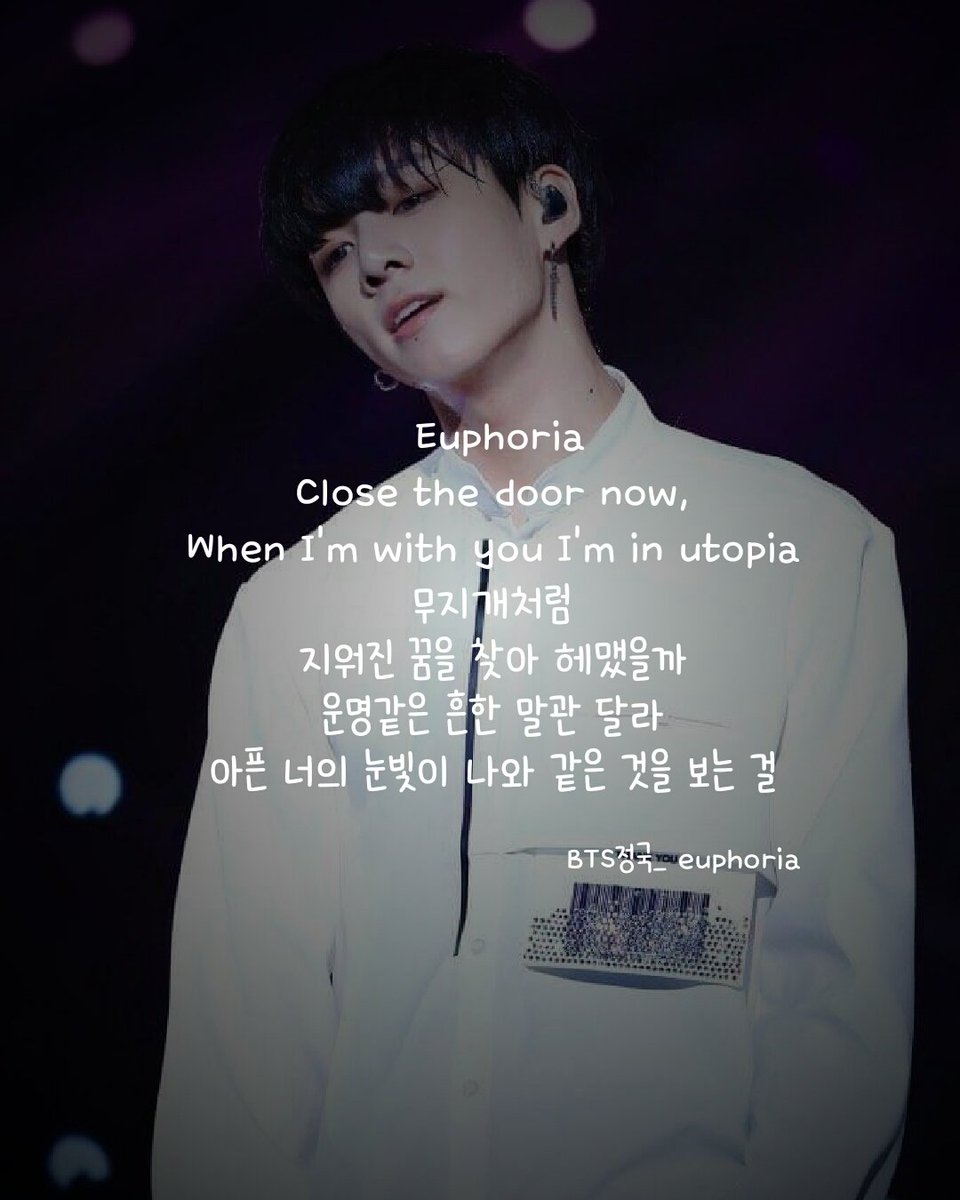 Euphoria
Close the door now,
When I'm with you I'm in utopia
무지개처럼
지워진 꿈을 찾아 헤맸을까
운명같은 흔한 말관 달라
아픈 너의 눈빛이 나와 같은 것을 보는 걸
BTS정국_ euphoria
YOU